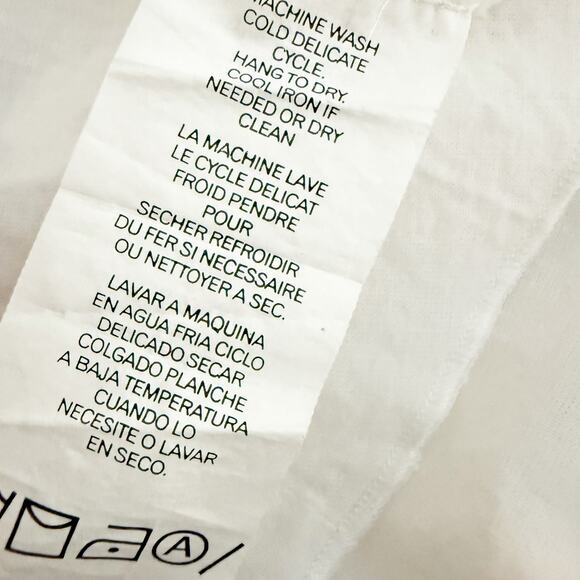 MACHINE WASH
COLD DELICATE
CYCLE.
HANG TO DRY.
COOL IRON IF
NEEDED OR DRY
CLEAN
LA MACHINE LAVE
LE CYCLE DELICAT
FROID PENDRE
POUR
SECHER REFROIDIR
DU FER SI NECESSAIRE
OU NETTOYER A SEC.
LAVAR A MAQUINA
EN AGUA FRIA CICLO
DELICADO SECAR
COLGADO PLANCHE
A BAJA TEMPERATURA
CUANDO LO
NECESITE O LAVAR
EN SECO.
A